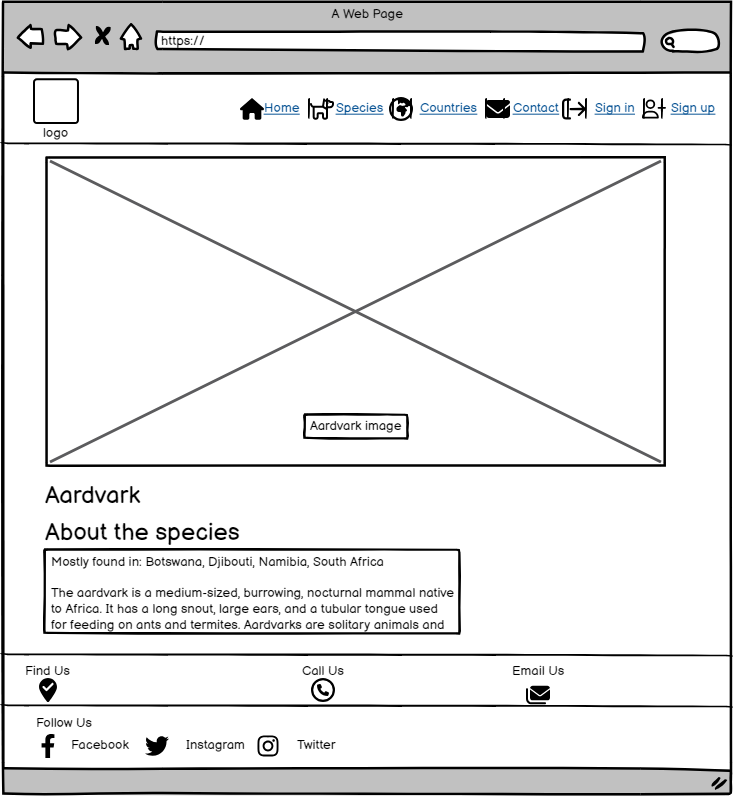 A Web Page
https://
logo
Home Species Countries Contact Sign in Sign up
Aardvark image
Aardvark
About the species
Mostly found in: Botswana, Djibouti, Namibia, South Africa
The aardvark is a medium-sized, burrowing, nocturnal mammal native
to Africa. It has a long snout, large ears, and a tubular tongue used
for feeding on ants and termites. Aardvarks are solitary animals and
Find Us Call Us Email Us
Follow Us
Facebook Instagram Twitter